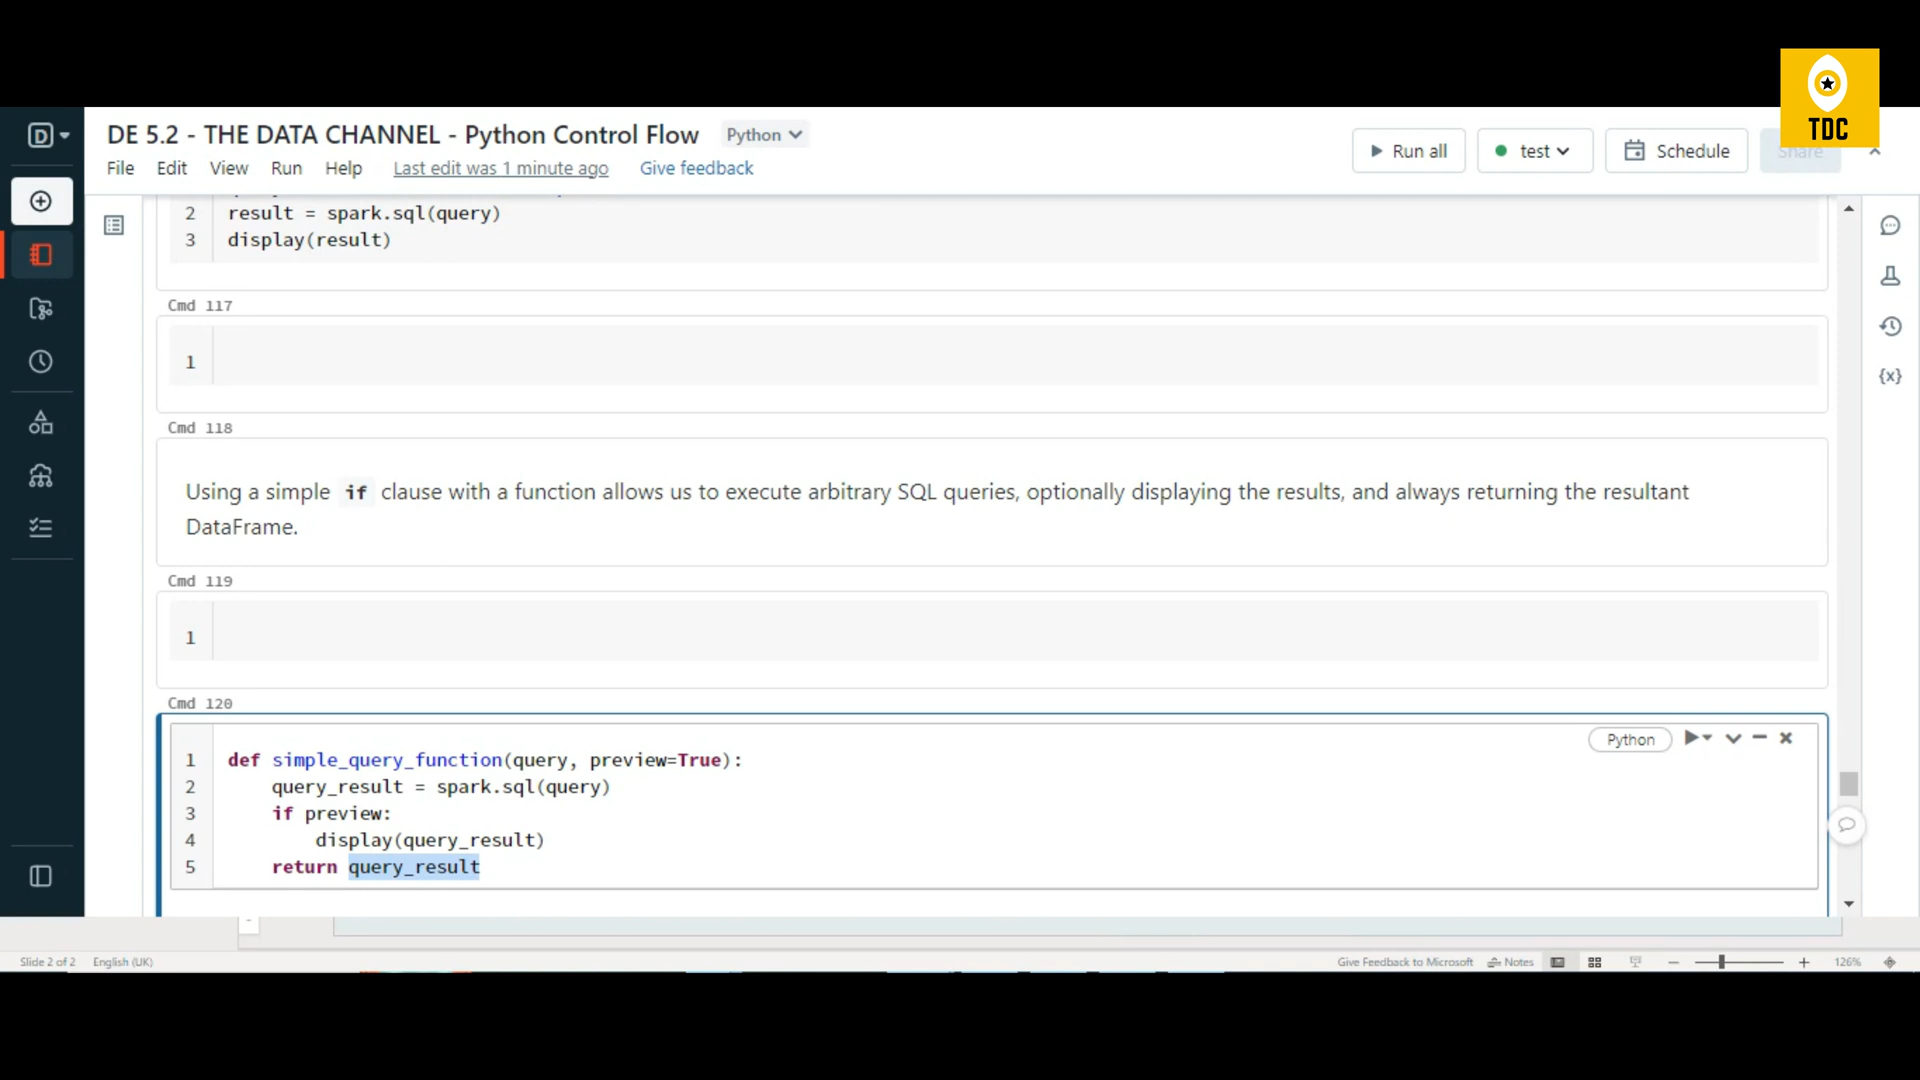 TDC
DE 5.2 - THE DATA CHANNEL - Python Control Flow
Python
File Edit View Run Help Last edit was 1 minute ago Give feedback
Run all
test
Schedule
Share
2 result = spark.sql(query)
3 display(result)
Cmd 117
1
Cmd 118
Using a simple if clause with a function allows us to execute arbitrary SQL queries, optionally displaying the results, and always returning the resultant
DataFrame.
Cmd 119
1
Cmd 120
Python
1 def simple_query_function(query, preview=True):
2 query_result = spark.sql(query)
3 if preview:
4 display(query_result)
5 return query_result
{x}
Slide 2 of 2 English (UK) Give Feedback to Microsoft Notes 126%